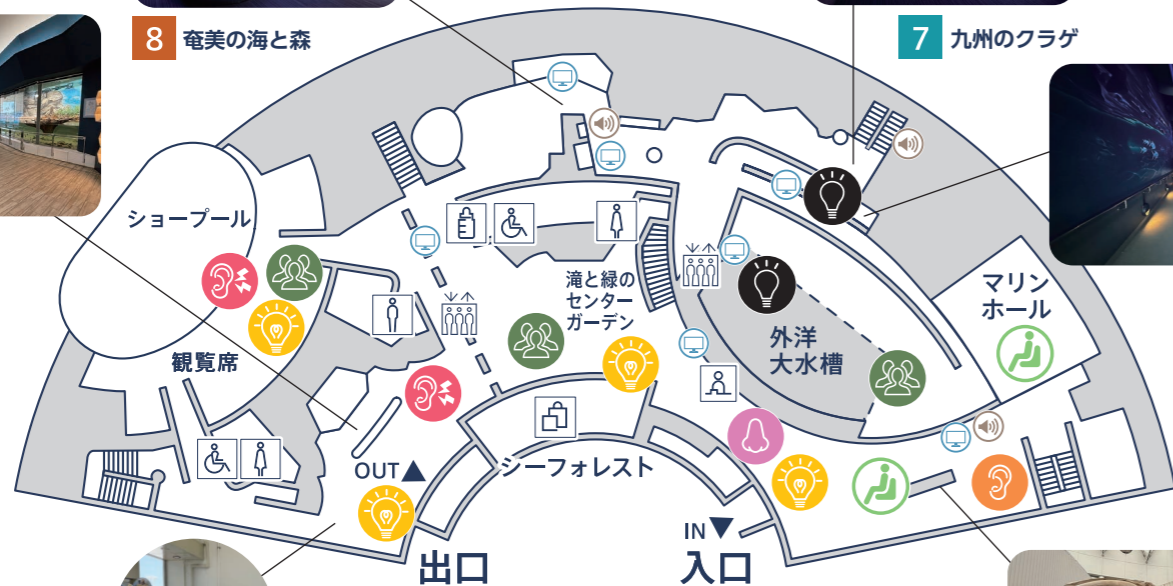 8 奄美の海と森
7 九州のクラゲ
ショープール
滝と緑の
センター
ガーデン
マリン
ホール
外洋
大水槽
観覧席
OUT▲
シーフォレスト
IN▼
出口
入口